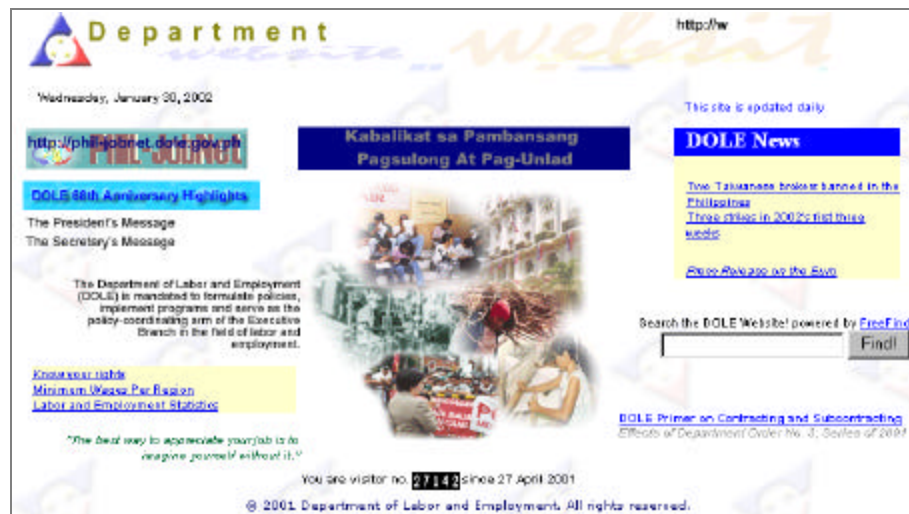 Department
website
websit
http://w
Wednesday, January 30, 2002
This site is updated daily
http://phil-jobnet.dole.gov.ph
PHIL-JOBNET
Kabalikat sa Pambansang
Pagsulong At Pag-Unlad
DOLE News
DOLE 68th Anniversary Highlights
Two Taiwanese brokers banned in the
Philippines
Three strikes in 2002's first three
weeks
Press Release on the
The President's Message
The Secretary's Message
The Department of Labor and Employment
(DOLE) is mandated to formulate policies,
implement programs and serve as the
policy-coordinating arm of the Executive
Branch in the field of labor and
employment.
Search the DOLE Website! powered by FreeFind
Find!
Know your rights
Minimum Wages Per Region
Labor and Employment Statistics
DOLE Primer on Contracting and Subcontracting
Effects of Department Order No. 3, Series of 2001
"The best way to appreciate your job is to
imagine yourself without it."
You are visitor no. 27142 since 27 April 2001
© 2001 Department of Labor and Employment. All rights reserved.